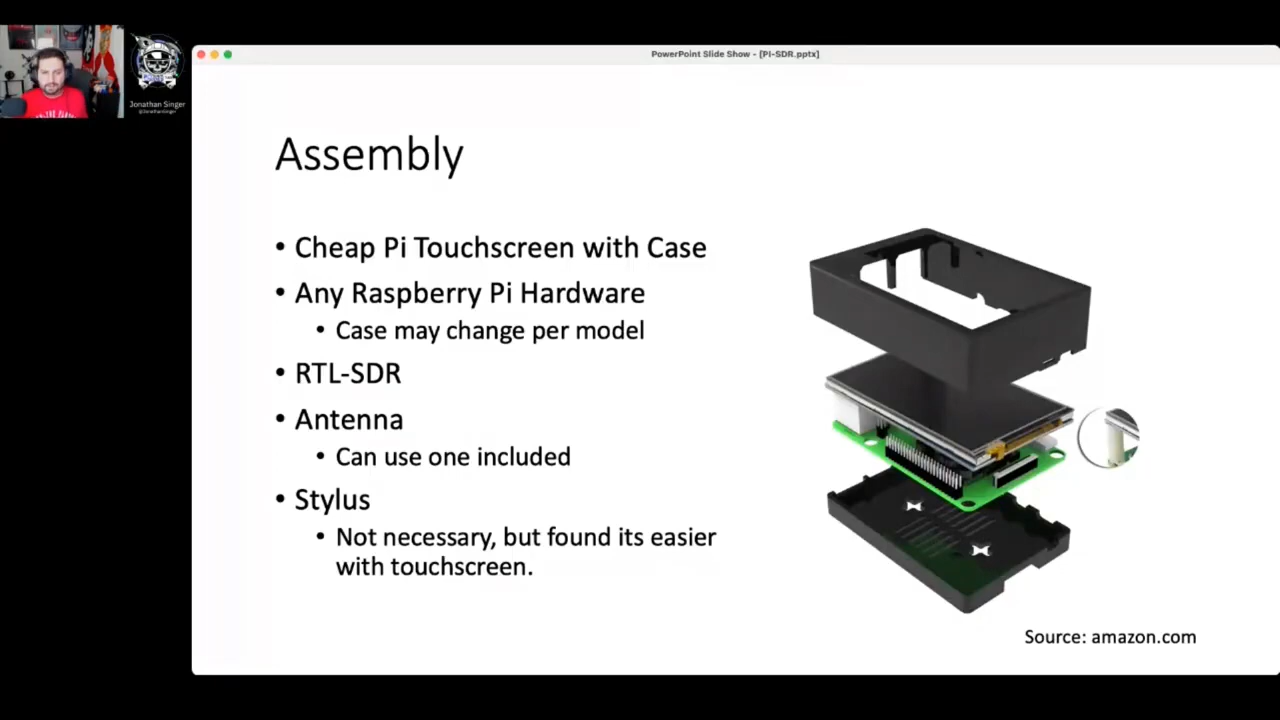 PowerPoint Slide Show - [PI-SDR.pptx]
Jonathan Singer
@JonathanSinger
Assembly
• Cheap Pi Touchscreen with Case
• Any Raspberry Pi Hardware
• Case may change per model
• RTL-SDR
• Antenna
• Can use one included
• Stylus
• Not necessary, but found its easier
with touchscreen.
Source: amazon.com